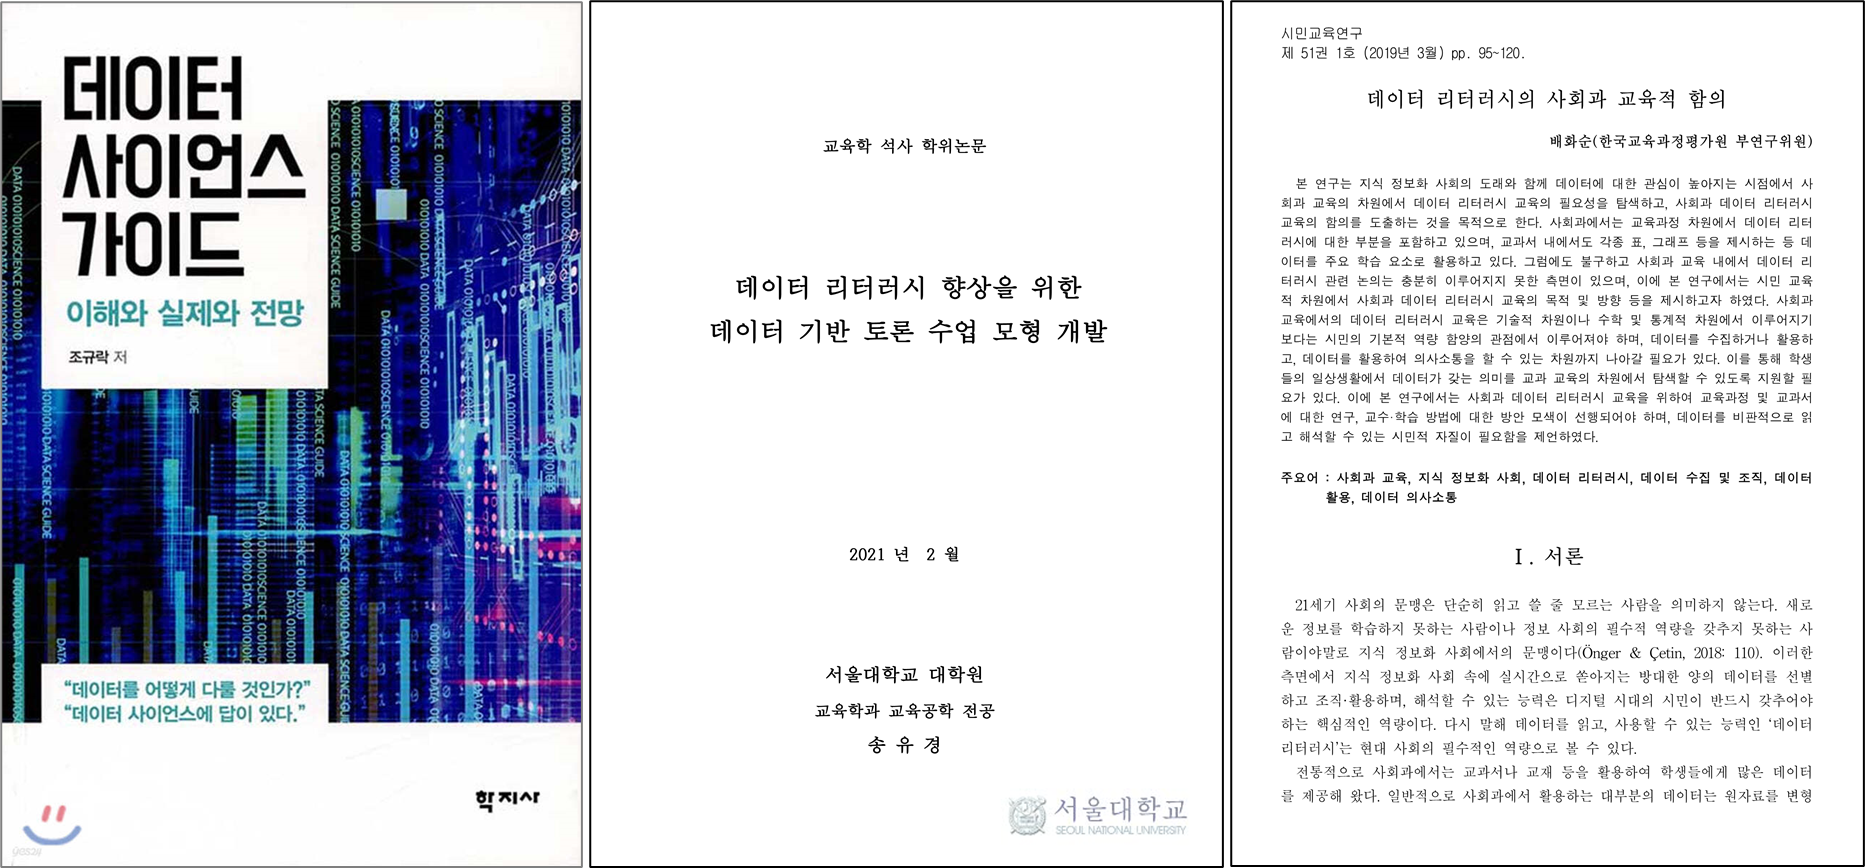 데이터
사이언스
가이드
이해와 실제와 전망
조규락 저
“데이터를 어떻게 다룰 것인가?”
“데이터 사이언스에 답이 있다.”
학지사
yes24
교육학 석사 학위논문
데이터 리터러시 향상을 위한
데이터 기반 토론 수업 모형 개발
2021 년 2 월
서울대학교 대학원
교육학과 교육공학 전공
송 유 경
서울대학교
SEOUL NATIONAL UNIVERSITY
시민교육연구
제 51권 1호 (2019년 3월) pp. 95~120.
데이터 리터러시의 사회과 교육적 함의
배화순(한국교육과정평가원 부연구위원)
본 연구는 지식 정보화 사회의 도래와 함께 데이터에 대한 관심이 높아지는 시점에서 사
회과 교육의 차원에서 데이터 리터러시 교육의 필요성을 탐색하고, 사회과 데이터 리터러시
교육의 함의를 도출하는 것을 목적으로 한다. 사회과에서는 교육과정 차원에서 데이터 리터
러시에 대한 부분을 포함하고 있으며, 교과서 내에서도 각종 표, 그래프 등을 제시하는 등 데
이터를 주요 학습 요소로 활용하고 있다. 그럼에도 불구하고 사회과 교육 내에서 데이터 리
터러시 관련 논의는 충분히 이루어지지 못한 측면이 있으며, 이에 본 연구에서는 시민 교육
적 차원에서 사회과 데이터 리터러시 교육의 목적 및 방향 등을 제시하고자 하였다. 사회과
교육에서의 데이터 리터러시 교육은 기술적 차원이나 수학 및 통계적 차원에서 이루어지기
보다는 시민의 기본적 역량 함양의 관점에서 이루어져야 하며, 데이터를 수집하거나 활용하
고, 데이터를 활용하여 의사소통을 할 수 있는 차원까지 나아갈 필요가 있다. 이를 통해 학생
들의 일상생활에서 데이터가 갖는 의미를 교과 교육의 차원에서 탐색할 수 있도록 지원할 필
요가 있다. 이에 본 연구에서는 사회과 데이터 리터러시 교육을 위하여 교육과정 및 교과서
에 대한 연구, 교수·학습 방법에 대한 방안 모색이 선행되어야 하며, 데이터를 비판적으로 읽
고 해석할 수 있는 시민적 자질이 필요함을 제언하였다.
주요어 : 사회과 교육, 지식 정보화 사회, 데이터 리터러시, 데이터 수집 및 조직, 데이터
활용, 데이터 의사소통
Ⅰ. 서론
21세기 사회의 문맹은 단순히 읽고 쓸 줄 모르는 사람을 의미하지 않는다. 새로
운 정보를 학습하지 못하는 사람이나 정보 사회의 필수적 역량을 갖추지 못하는 사
람이야말로 지식 정보화 사회에서의 문맹이다(Önger & Çetin, 2018: 110). 이러한
측면에서 지식 정보화 사회 속에 실시간으로 쏟아지는 방대한 양의 데이터를 선별
하고 조직·활용하며, 해석할 수 있는 능력은 디지털 시대의 시민이 반드시 갖추어야
하는 핵심적인 역량이다. 다시 말해 데이터를 읽고, 사용할 수 있는 능력인 ‘데이터
리터러시’는 현대 사회의 필수적인 역량으로 볼 수 있다.
전통적으로 사회과에서는 교과서나 교재 등을 활용하여 학생들에게 많은 데이터
를 제공해 왔다. 일반적으로 사회과에서 활용하는 대부분의 데이터는 원자료를 변형